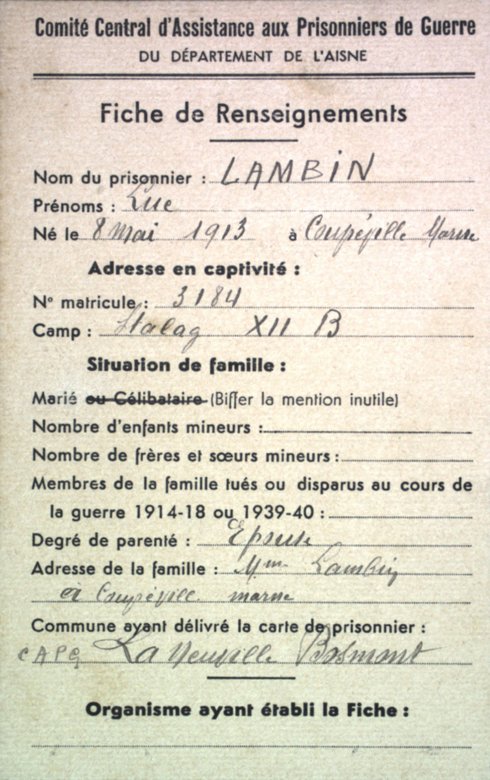 Comité Central d'Assistance aux Prisonniers de Guerre
DU DÉPARTEMENT DE L'AISNE
Fiche de Renseignements
Nom du prisonnier : LAMBIN
Prénoms : Luc
Né le 8 mai 1913 à Coupéville Marne
Adresse en captivité :
N° matricule : 3184
Camp : Stalag XII B
Situation de famille :
Marié ou Célibataire (Biffer la mention inutile)
Nombre d'enfants mineurs :
Nombre de frères et sœurs mineurs :
Membres de la famille tués ou disparus au cours de
la guerre 1914-18 ou 1939-40 :
Degré de parenté :
Adresse de la famille : Mme Lambin
à Coupéville marne
Commune ayant délivré la carte de prisonnier :
La Neuville Bosmont
Organisme ayant établi la Fiche :